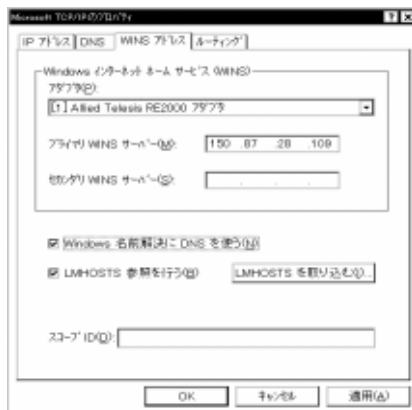 Microsoft TCP/IPのプロパティ
IP アドレス DNS WINS アドレス ルーティング
Windows インターネット ネーム サービス (WINS)
アダプタ(P):
[1] Allied Telesis RE2000 アダプタ
プライマリ WINS サーバー(M): 150 .87 .28 .109
セカンダリ WINS サーバー(S): . . .
Windows 名前解決に DNS を使う(N)
LMHOSTS 参照を行う(R) LMHOSTS を取り込む(I)...
スコープ ID(D):
OK キャンセル 適用(A)